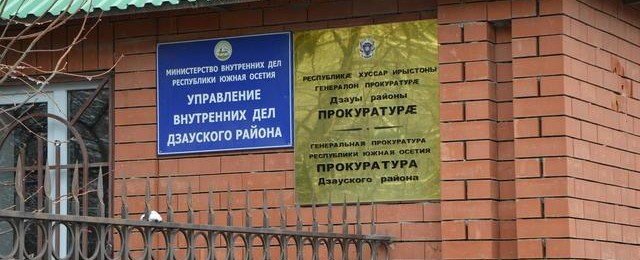 МИНИСТЕРСТВО ВНУТРЕННИХ ДЕЛ
РЕСПУБЛИКИ ЮЖНАЯ ОСЕТИЯ
УПРАВЛЕНИЕ
ВНУТРЕННИХ ДЕЛ
ДЗАУСКОГО РАЙОНА
РЕСПУБЛИКÆ ХУССАР ИРЫСТОНЫ
ГЕНЕРАЛОН ПРОКУРАТУРÆ
Дзауы районы
ПРОКУРАТУРÆ
ГЕНЕРАЛЬНАЯ ПРОКУРАТУРА
РЕСПУБЛИКИ ЮЖНАЯ ОСЕТИЯ
ПРОКУРАТУРА
Дзауского района